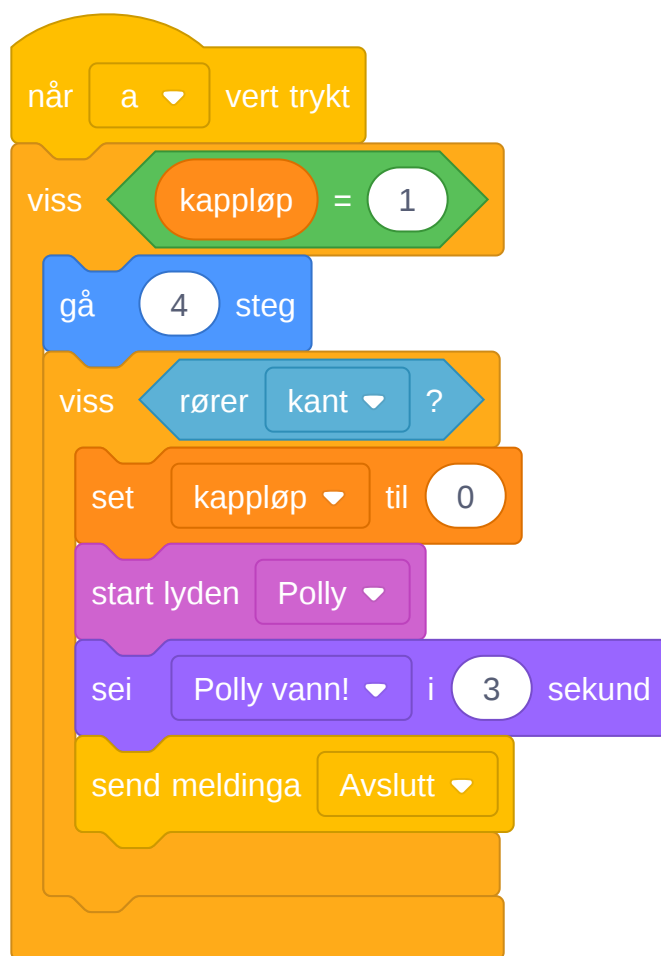 når a vert trykt
viss kappløp = 1
gå 4 steg
viss rører kant ?
set kappløp til 0
start lyden Polly
sei Polly vann! i 3 sekund
send meldinga Avslutt